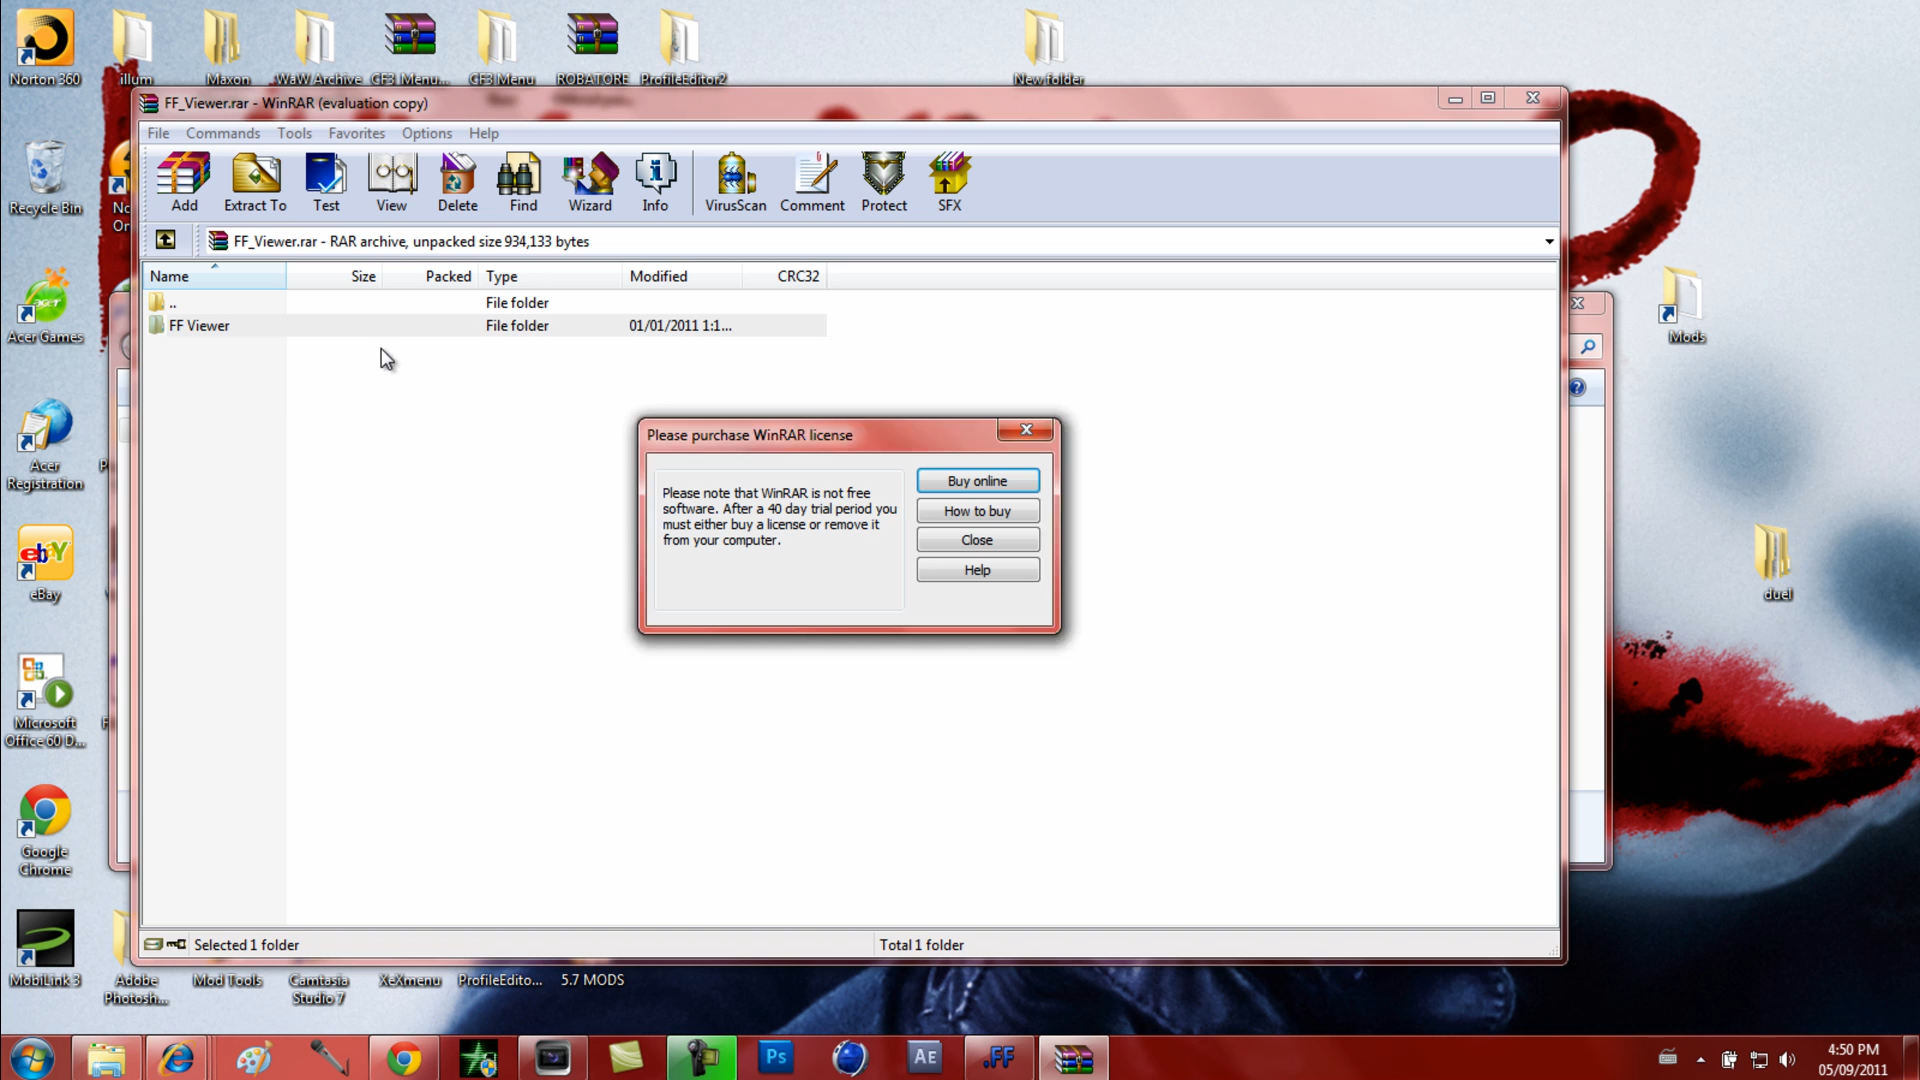 Norton 360
illum
Maxon
WaW Archive
CF3 Menu...
CF3 Menu
ROBATORE
ProfileEditor2
New folder
FF_Viewer.rar - WinRAR (evaluation copy)
File Commands Tools Favorites Options Help
Add Extract To Test View Delete Find Wizard Info VirusScan Comment Protect SFX
FF_Viewer.rar - RAR archive, unpacked size 934,133 bytes
Name Size Packed Type Modified CRC32
.. File folder
FF Viewer File folder 01/01/2011 1:1...
Please purchase WinRAR license
Please note that WinRAR is not free
software. After a 40 day trial period you
must either buy a license or remove it
from your computer.
Buy online
How to buy
Close
Help
Selected 1 folder
Total 1 folder
Recycle Bin
acer
Acer Games
Acer
Registration
ebY
eBay
Microsoft
Office 60 D...
Google
Chrome
MobiLink 3
Adobe
Photosh...
Mod Tools
Camtasia
Studio 7
XeXmenu
ProfileEdito...
5.7 MODS
Mods
duel
Ps
AE
.FF
4:50 PM
05/09/2011